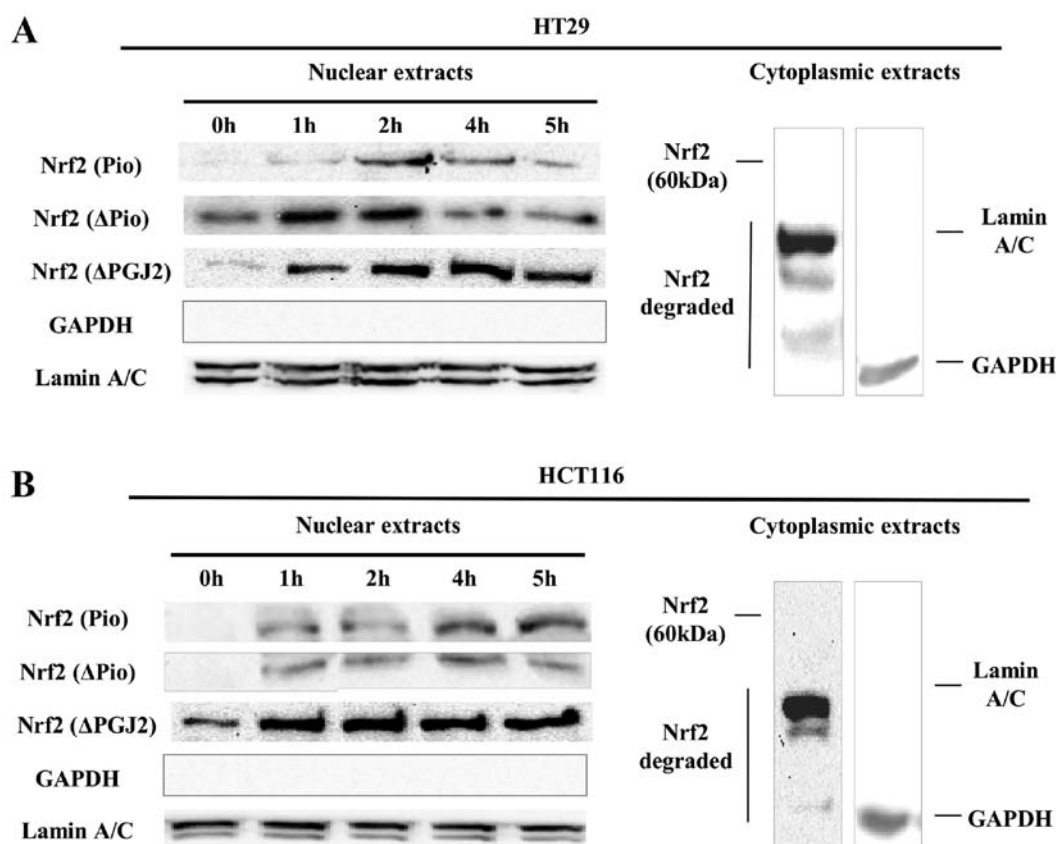 A
HT29
Nuclear extracts
Cytoplasmic extracts
0h 1h 2h 4h 5h
Nrf2 (Pio)
Nrf2 (ΔPio)
Nrf2 (ΔPGJ2)
GAPDH
Lamin A/C
Nrf2
(60kDa)
Nrf2
degraded
Lamin
A/C
GAPDH
B
HCT116
Nuclear extracts
Cytoplasmic extracts
0h 1h 2h 4h 5h
Nrf2 (Pio)
Nrf2 (ΔPio)
Nrf2 (ΔPGJ2)
GAPDH
Lamin A/C
Nrf2
(60kDa)
Nrf2
degraded
Lamin
A/C
GAPDH